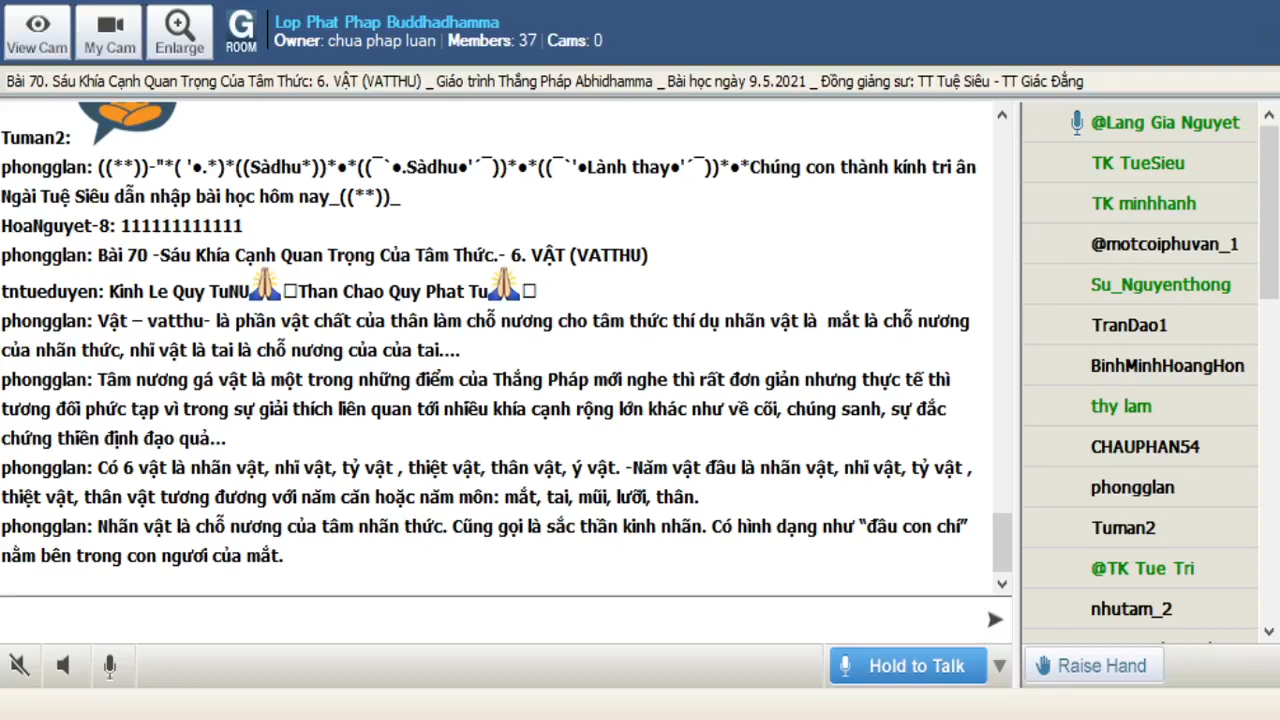 View Cam
My Cam
Enlarge
G
ROOM
Lop Phat Phap Buddhadhamma
Owner: chua phap luan | Members: 37 | Cams: 0
Bài 70. Sáu Khía Cạnh Quan Trọng Của Tâm Thức: 6. VẬT (VATTHU) _ Giáo trình Thắng Pháp Abhidhamma _ Bài học ngày 9.5.2021 _ Đồng giảng sư: TT Tuệ Siêu - TT Giác Đẳng
Tuman2:
phongglan: ((**))-"*( '●.*)*((Sàdhu*))*●*((¯`●.Sàdhu●'´¯))*●*((¯`'●Lành thay●'´¯))*●*Chúng con thành kính tri ân
Ngài Tuệ Siêu dẫn nhập bài học hôm nay_((**))_
HoaNguyet-8: 111111111111
phongglan: Bài 70 -Sáu Khía Cạnh Quan Trọng Của Tâm Thức.- 6. VẬT (VATTHU)
tntueduyen: Kinh Le Quy TuNU🙏□Than Chao Quy Phat Tu🙏□
phongglan: Vật – vatthu- là phần vật chất của thân làm chỗ nương cho tâm thức thí dụ nhãn vật là  mắt là chỗ nương
của nhãn thức, nhĩ vật là tai là chỗ nương của của tai....
phongglan: Tâm nương gá vật là một trong những điểm của Thắng Pháp mới nghe thì rất đơn giản nhưng thực tế thì
tương đối phức tạp vì trong sự giải thích liên quan tới nhiều khía cạnh rộng lớn khác như về cõi, chúng sanh, sự đắc
chứng thiền định đạo quả...
phongglan: Có 6 vật là nhãn vật, nhĩ vật, tỷ vật , thiệt vật, thân vật, ý vật. -Năm vật đầu là nhãn vật, nhĩ vật, tỷ vật ,
thiệt vật, thân vật tương đương với năm căn hoặc năm môn: mắt, tai, mũi, lưỡi, thân.
phongglan: Nhãn vật là chỗ nương của tâm nhãn thức. Cũng gọi là sắc thần kinh nhãn. Có hình dạng như “đầu con chí”
nằm bên trong con ngươi của mắt.
@Lang Gia Nguyet
TK TueSieu
TK minhhanh
@motcoiphuvan_1
Su_Nguyenthong
TranDao1
BinhMinhHoangHon
thy lam
CHAUPHAN54
phongglan
Tuman2
@TK Tue Tri
nhutam_2
Hold to Talk
Raise Hand